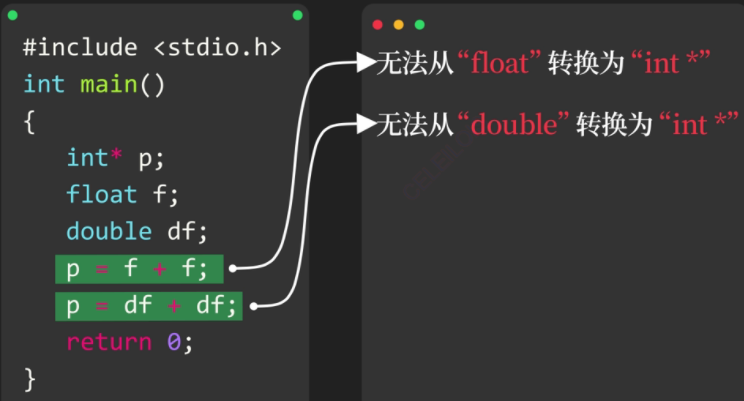 #include <stdio.h>
int main()
{
int* p;
float f;
double df;
p = f + f;
p = df + df;
return 0;
}
无法从“float”转换为“int *”
无法从“double”转换为“int *”